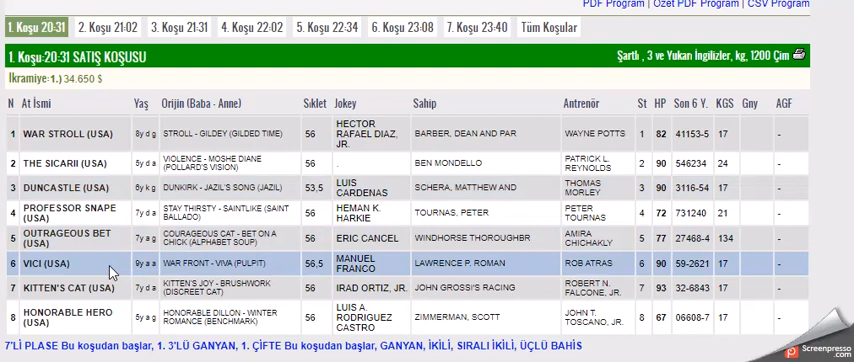 PDF Program | Özet PDF Program | CSV Program
1. Koşu 20:31 2. Koşu 21:02 3. Koşu 21:31 4. Koşu 22:02 5. Koşu 22:34 6. Koşu 23:08 7. Koşu 23:40 Tüm Koşular
1. Koşu:20:31 SATIŞ KOŞUSU Şartlı , 3 ve Yukarı İngilizler, kg, 1200 Çim
İkramiye:1.) 34.650 $
N At İsmi Yaş Orijin (Baba - Anne) Sıklet Jokey Sahip Antrenör St HP Son 6 Y. KGS Gny AGF
1 WAR STROLL (USA) 8y d g STROLL - GILDEY (GILDED TIME) 56 HECTOR RAFAEL DIAZ, JR. BARBER, DEAN AND PAR WAYNE POTTS 1 82 41153-5 17 -
2 THE SICARII (USA) 5y d a VIOLENCE - MOSHE DIANE (POLLARD'S VISION) 56 . BEN MONDELLO PATRICK L. REYNOLDS 2 90 546234 24 -
3 DUNCASTLE (USA) 6y k g DUNKIRK - JAZIL'S SONG (JAZIL) 53,5 LUIS CARDENAS SCHERA, MATTHEW AND THOMAS MORLEY 3 90 3116-54 17 -
4 PROFESSOR SNAPE (USA) 7y d a STAY THIRSTY - SAINTLIKE (SAINT BALLADO) 56 HEMAN K. HARKIE TOURNAS, PETER PETER TOURNAS 4 72 731240 21 -
5 OUTRAGEOUS BET (USA) 7y a g COURAGEOUS CAT - BET ON A CHICK (ALPHABET SOUP) 56 ERIC CANCEL WINDHORSE THOROUGHBR AMIRA CHICHAKLY 5 77 27468-4 134 -
6 VICI (USA) 9y a a WAR FRONT - VIVA (PULPIT) 56,5 MANUEL FRANCO LAWRENCE P. ROMAN ROB ATRAS 6 90 59-2621 17 -
7 KITTEN'S CAT (USA) 7y d a KITTEN'S JOY - BRUSHWORK (DISCREET CAT) 56 IRAD ORTIZ, JR. JOHN GROSSI'S RACING ROBERT N. FALCONE, JR. 7 93 32-6843 17 -
8 HONORABLE HERO (USA) 5y a g HONORABLE DILLON - WINTER ROMANCE (BENCHMARK) 56 LUIS A. RODRIGUEZ CASTRO ZIMMERMAN, SCOTT JOHN T. TOSCANO, JR. 8 67 06608-7 17 -
7'Lİ PLASE Bu koşudan başlar, 1. 3'LÜ GANYAN, 1. ÇİFTE Bu koşudan başlar, GANYAN, İKİLİ, SIRALI İKİLİ, ÜÇLÜ BAHİS
Screenpresso